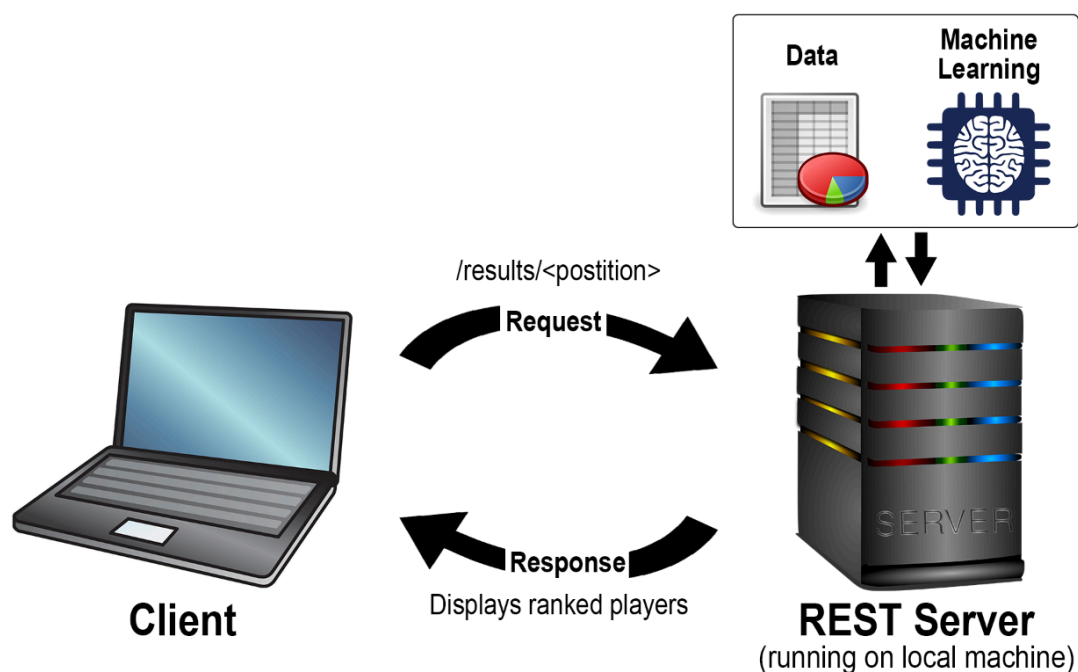 Data
Machine
Learning
/results/<postition>
Request
SERVER
Response
Displays ranked players
Client
REST Server
(running on local machine)